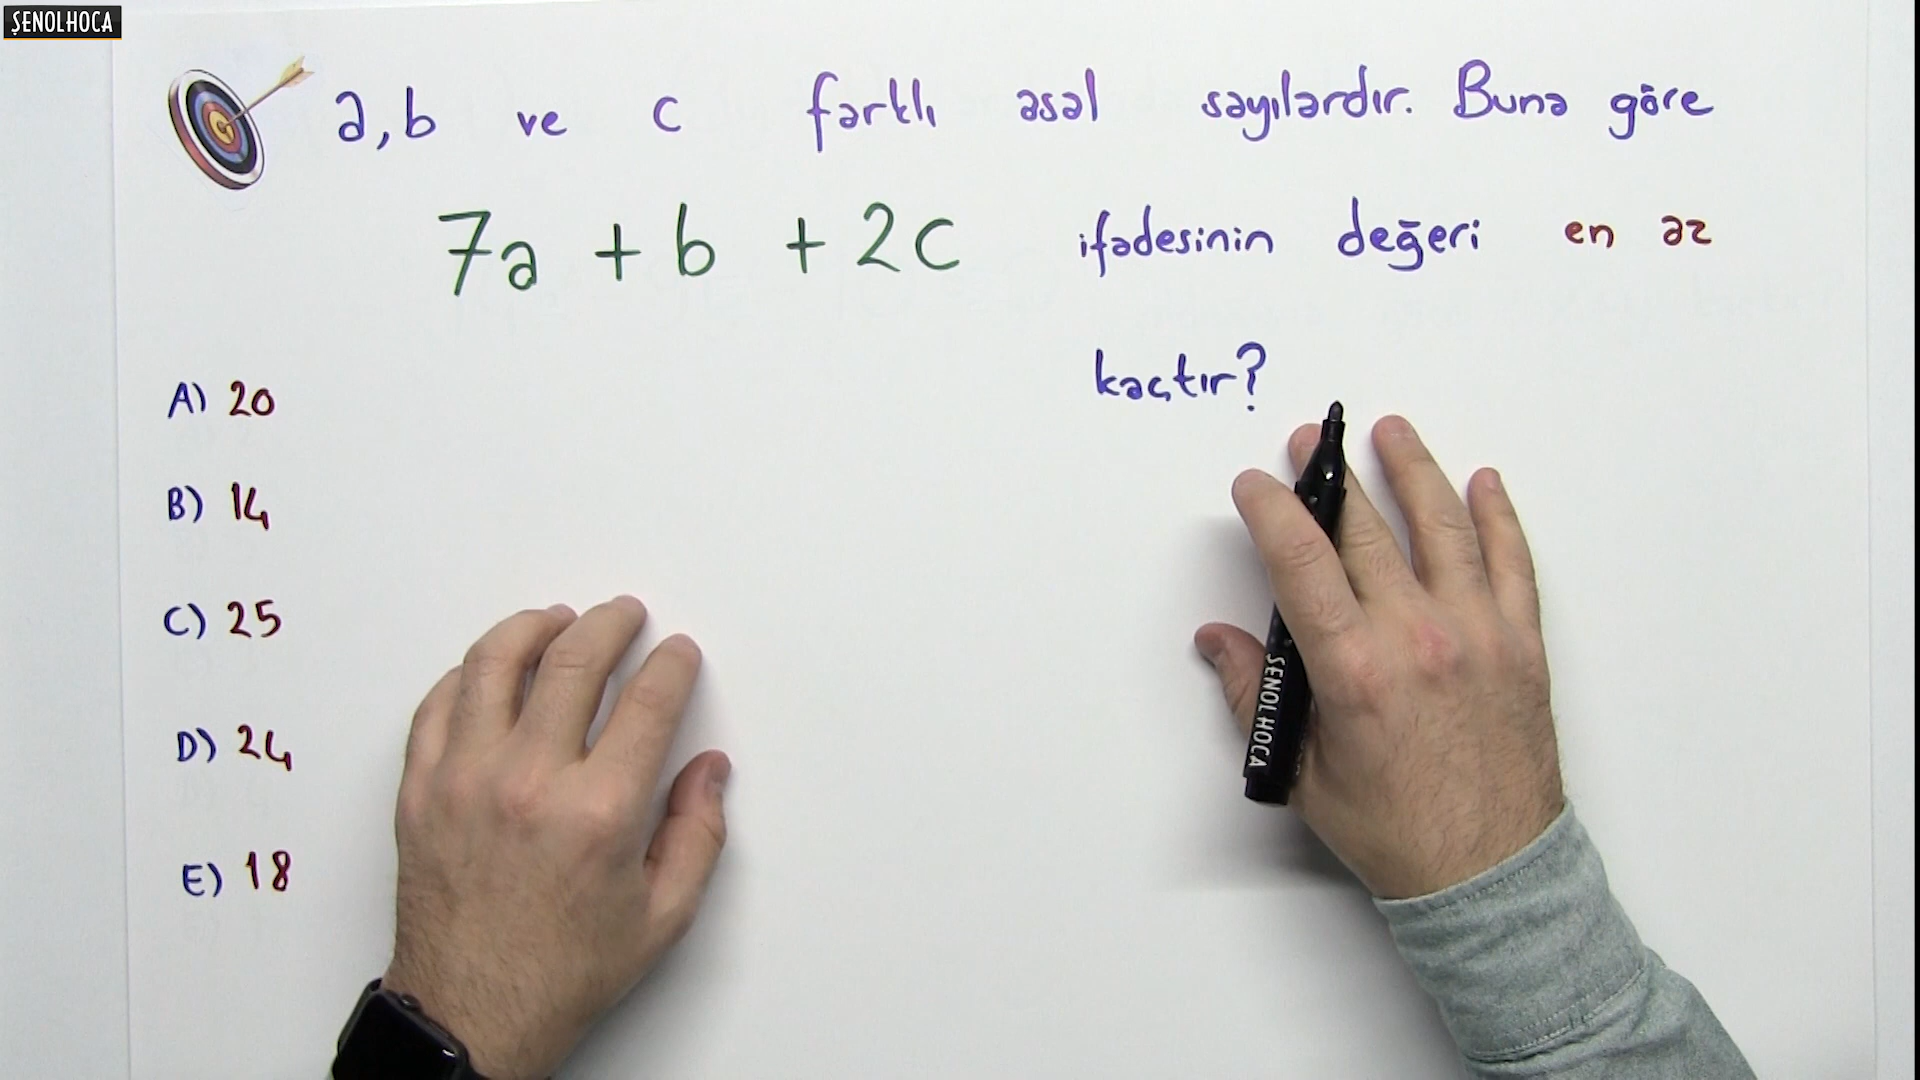 ŞENOLHOCA
a, b ve c farklı asal sayılardır. Buna göre
7a + b + 2c ifadesinin değeri en az
kaçtır?
A) 20
B) 14
C) 25
D) 24
E) 18
ŞENOL HOCA